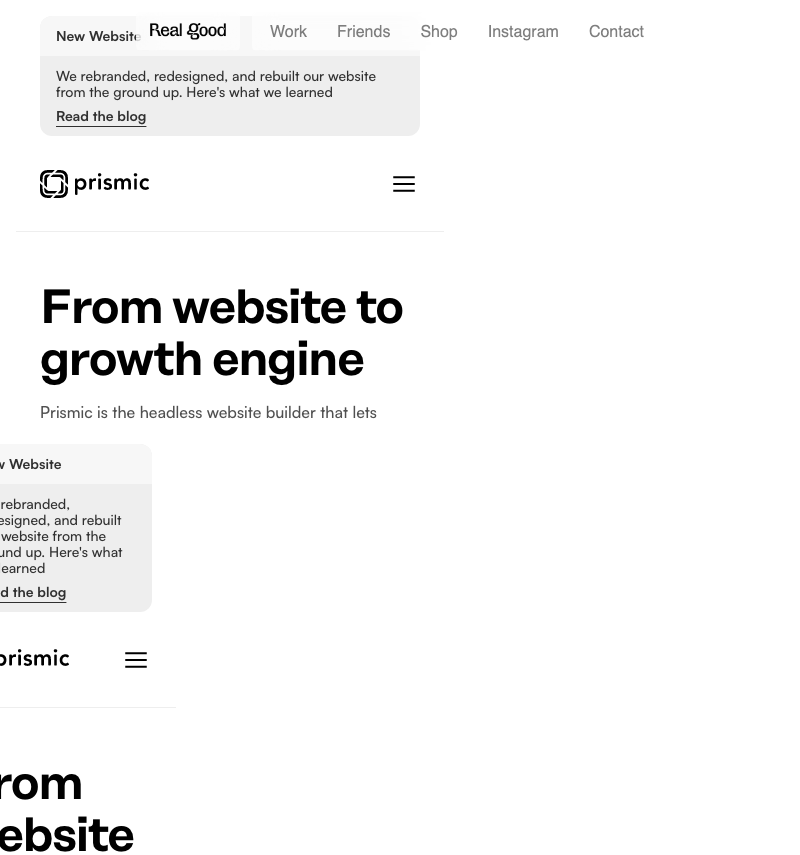 New Website
Real good
Work
Friends
Shop
Instagram
Contact
We rebranded, redesigned, and rebuilt our website
from the ground up. Here's what we learned
Read the blog
prismic
From website to
growth engine
Prismic is the headless website builder that lets
w Website
rebranded,
esigned, and rebuilt
website from the
und up. Here's what
earned
d the blog
prismic
rom
ebsite